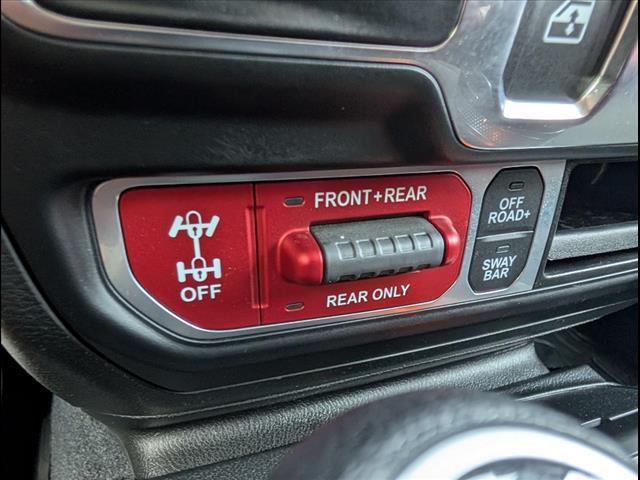 FRONT+REAR
OFF
REAR ONLY
OFF
ROAD+
SWAY
BAR